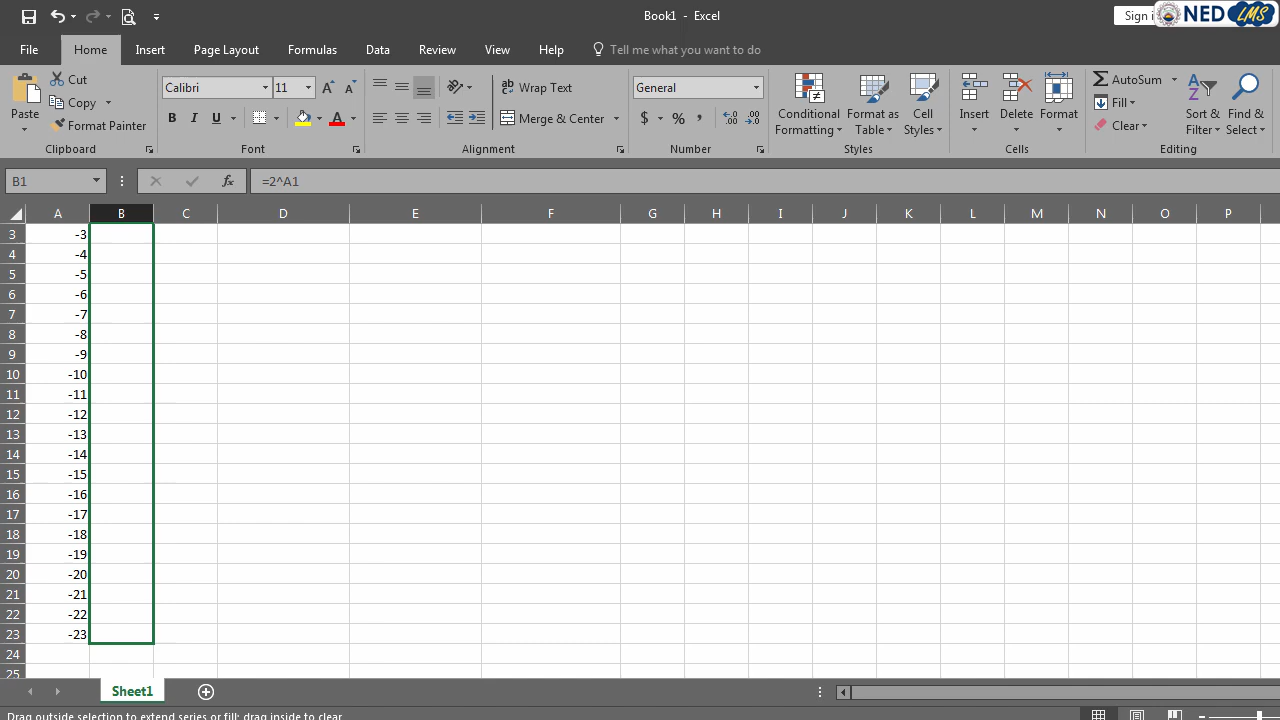 Book1 - Excel
Sign i
NED LMS
File Home Insert Page Layout Formulas Data Review View Help Tell me what you want to do
Paste
Cut
Copy
Format Painter
Clipboard
Calibri 11
B I U A A A
Font
Wrap Text
Merge & Center
Alignment
General
$ % ,
Number
Conditional Formatting
Format as Table
Cell Styles
Styles
Insert Delete Format
Cells
AutoSum
Fill
Clear
Sort & Filter
Find & Select
Editing
B1 fx =2^A1
A B C D E F G H I J K L M N O P
3 -3
4 -4
5 -5
6 -6
7 -7
8 -8
9 -9
10 -10
11 -11
12 -12
13 -13
14 -14
15 -15
16 -16
17 -17
18 -18
19 -19
20 -20
21 -21
22 -22
23 -23
24
25
Sheet1
Drag outside selection to extend series or fill; drag inside to clear